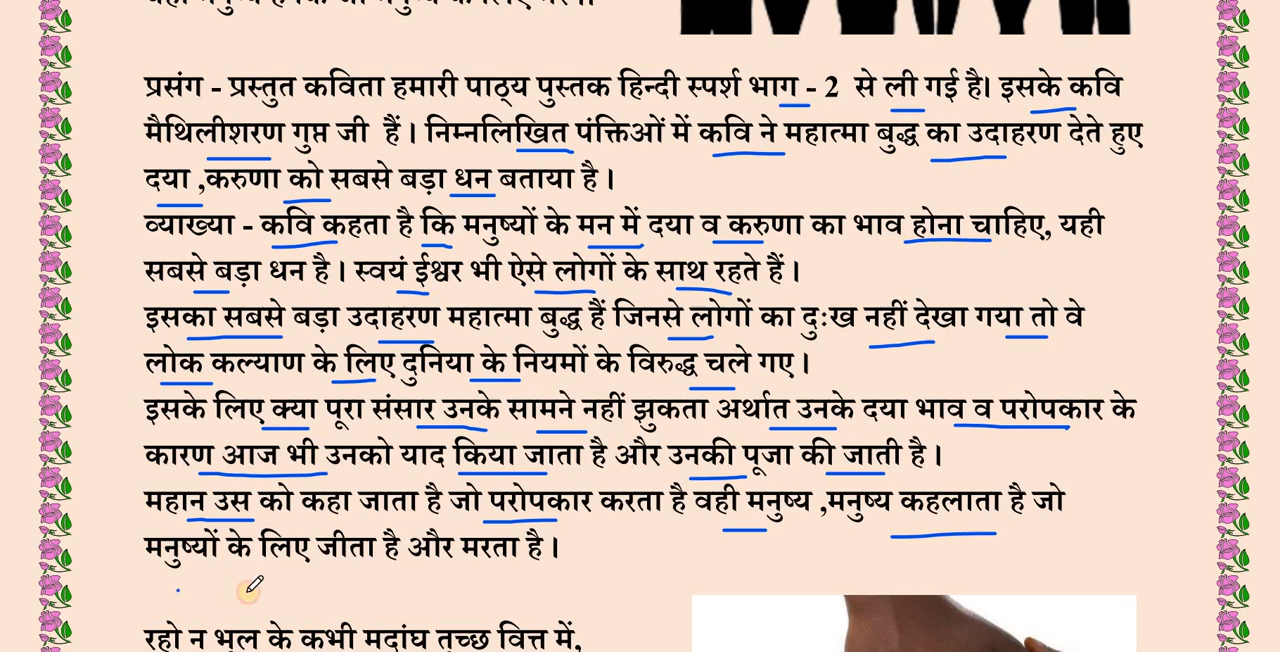 प्रसंग - प्रस्तुत कविता हमारी पाठ्य पुस्तक हिन्दी स्पर्श भाग - 2 से ली गई है। इसके कवि
मैथिलीशरण गुप्त जी हैं। निम्नलिखित पंक्तिओं में कवि ने महात्मा बुद्ध का उदाहरण देते हुए
दया ,करुणा को सबसे बड़ा धन बताया है।
व्याख्या - कवि कहता है कि मनुष्यों के मन में दया व करुणा का भाव होना चाहिए, यही
सबसे बड़ा धन है। स्वयं ईश्वर भी ऐसे लोगों के साथ रहते हैं।
इसका सबसे बड़ा उदाहरण महात्मा बुद्ध हैं जिनसे लोगों का दुःख नहीं देखा गया तो वे
लोक कल्याण के लिए दुनिया के नियमों के विरुद्ध चले गए।
इसके लिए क्या पूरा संसार उनके सामने नहीं झुकता अर्थात उनके दया भाव व परोपकार के
कारण आज भी उनको याद किया जाता है और उनकी पूजा की जाती है।
महान उस को कहा जाता है जो परोपकार करता है वही मनुष्य ,मनुष्य कहलाता है जो
मनुष्यों के लिए जीता है और मरता है।
रहो न भूल के कभी मदांघ तुच्छ वित्त में,